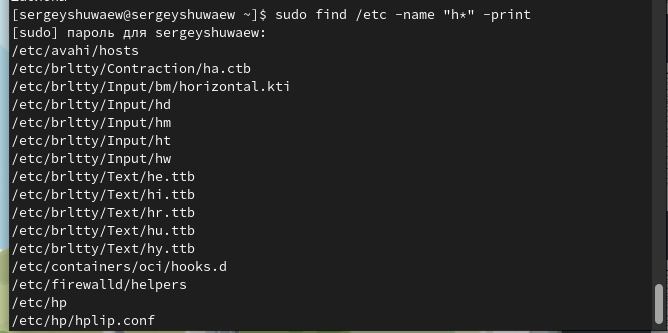 [sergeyshuwaew@sergeyshuwaew ~]$ sudo find /etc -name "h*" -print
[sudo] пароль для sergeyshuwaew:
/etc/avahi/hosts
/etc/brltty/Contraction/ha.ctb
/etc/brltty/Input/bm/horizontal.kti
/etc/brltty/Input/hd
/etc/brltty/Input/hm
/etc/brltty/Input/ht
/etc/brltty/Input/hw
/etc/brltty/Text/he.ttb
/etc/brltty/Text/hi.ttb
/etc/brltty/Text/hr.ttb
/etc/brltty/Text/hu.ttb
/etc/brltty/Text/hy.ttb
/etc/containers/oci/hooks.d
/etc/firewalld/helpers
/etc/hp
/etc/hp/hplip.conf